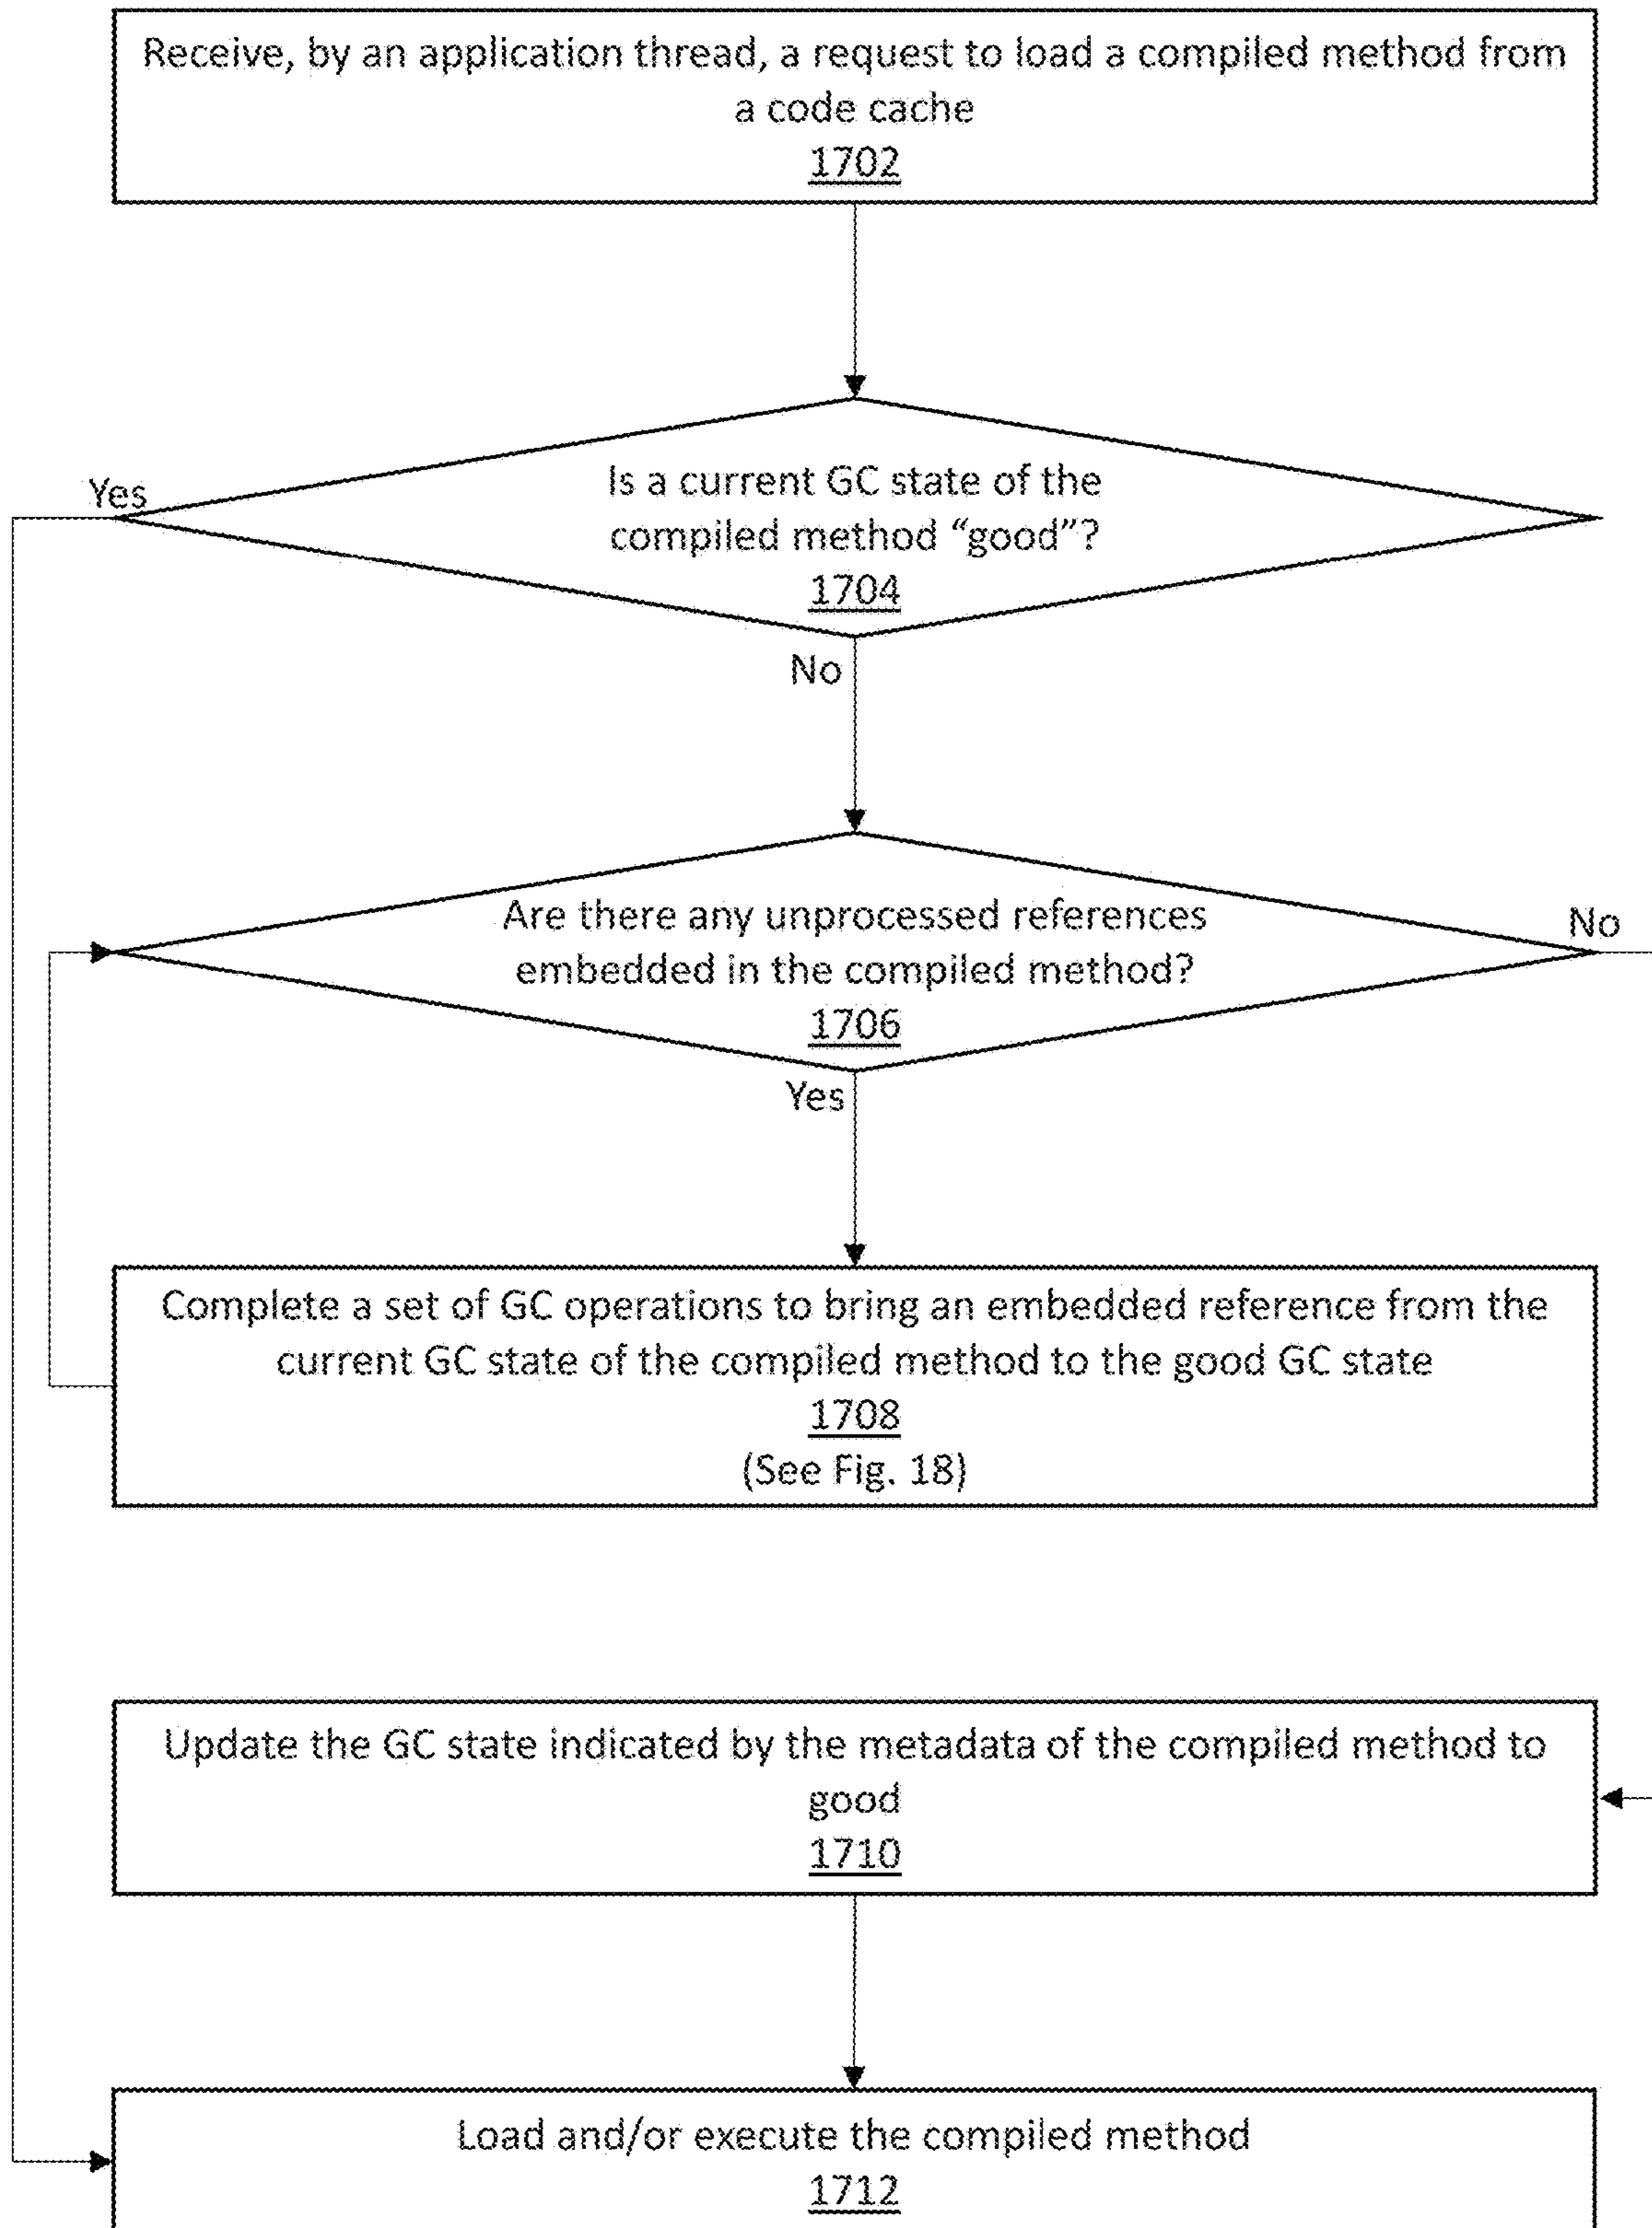 Receive, by an application thread, a request to load a compiled method from
a code cache
1702
Yes
Is a current GC state of the
compiled method “good”?
1704
No
Are there any unprocessed references
embedded in the compiled method?
1706
No
Yes
Complete a set of GC operations to bring an embedded reference from the
current GC state of the compiled method to the good GC state
1708
(See Fig. 18)
Update the GC state indicated by the metadata of the compiled method to
good
1710
Load and/or execute the compiled method
1712